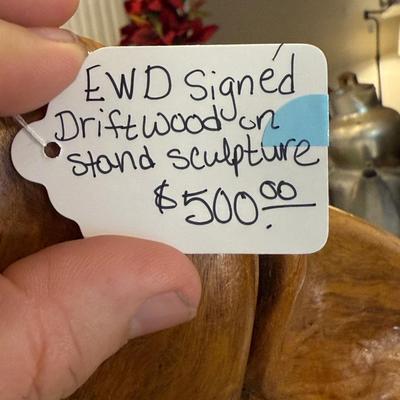 EWD Signed
Driftwood on
stand sculpture
$500.00